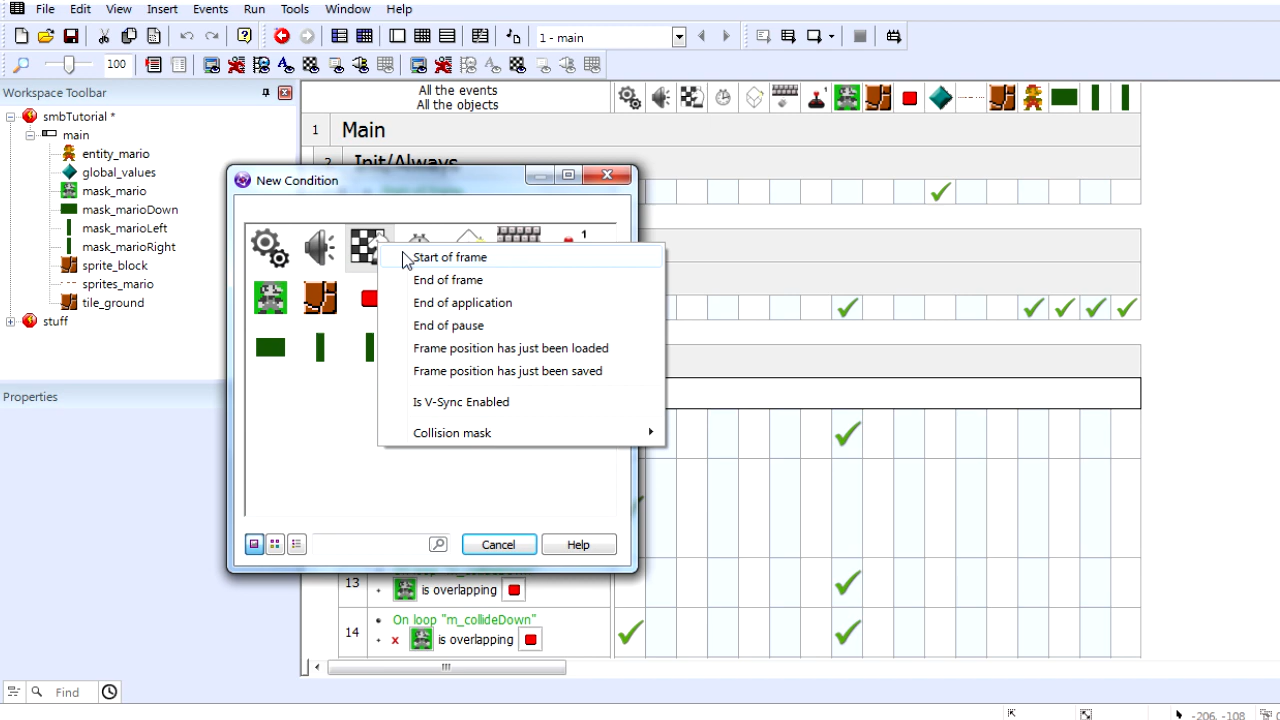 File Edit View Insert Events Run Tools Window Help
1 - main
100
Workspace Toolbar
All the events
All the objects
smbTutorial *
main
entity_mario
global_values
mask_mario
mask_marioDown
mask_marioLeft
mask_marioRight
sprite_block
sprites_mario
tile_ground
stuff
Properties
1 Main
2 Init/Always
New Condition
1
Start of frame
End of frame
End of application
End of pause
Frame position has just been loaded
Frame position has just been saved
Is V-Sync Enabled
Collision mask
Cancel Help
13
is overlapping
14
On loop "m_collideDown"
x is overlapping
Find
-206, -108